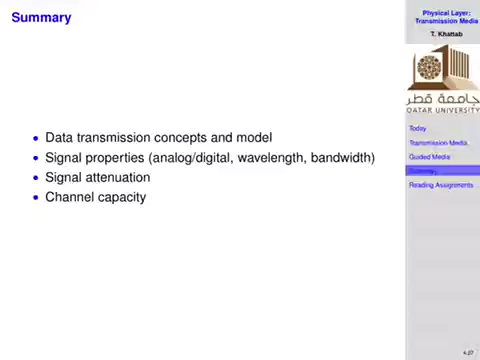 Summary
• Data transmission concepts and model
• Signal properties (analog/digital, wavelength, bandwidth)
• Signal attenuation
• Channel capacity
Physical Layer:
Transmission Media
T. Khattab
جامعة قطر
QATAR UNIVERSITY
Today
Transmission Media
Guided Media
Summary
Reading Assignments
4.27